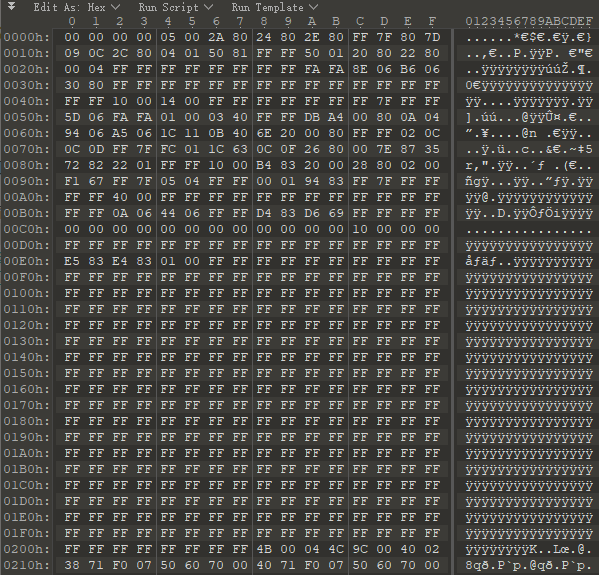 Edit As: Hex Run Script Run Template
0 1 2 3 4 5 6 7 8 9 A B C D E F 0123456789ABCDEF
0000h: 00 00 00 00 05 00 2A 80 24 80 2E 80 FF 7F 80 7D ......*€$€.€ÿ.€}
0010h: 09 0C 2C 80 04 01 50 81 FF FF 50 01 20 80 22 80 ..,€..P.ÿÿP. €"€
0020h: 00 04 FF FF FF FF FF FF FF FF FA FA 8E 06 B6 06 ..ÿÿÿÿÿÿÿÿúúŽ.¶.
0030h: 30 80 FF FF FF FF FF FF FF FF FF FF FF FF FF FF 0€ÿÿÿÿÿÿÿÿÿÿÿÿÿÿ
0040h: FF FF 10 00 14 00 FF FF FF FF FF FF FF 7F FF FF ÿÿ....ÿÿÿÿÿÿÿ.ÿÿ
0050h: 5D 06 FA FA 01 00 03 40 FF FF DB A4 00 80 A0 04 ].úú...@ÿÿÛ¤.€ .
0060h: 94 06 A5 06 1C 11 0B 40 6E 20 00 80 FF FF 02 0C ”.¥....@n .€ÿÿ..
0070h: 0C 0D FF 7F FC 01 1C 63 0C 0F 26 80 00 7E 87 35 ..ÿ.ü..c..&€.~‡5
0080h: 72 82 22 01 FF FF 10 00 B4 83 20 00 28 80 02 00 r‚".ÿÿ..´ƒ .(€..
0090h: F1 67 FF 7F 05 04 FF FF 00 01 94 83 FF 7F FF FF ñgÿ...ÿÿ..”ƒÿ.ÿÿ
00A0h: FF FF 40 00 FF FF FF FF FF FF FF FF FF FF FF FF ÿÿ@.ÿÿÿÿÿÿÿÿÿÿÿÿ
00B0h: FF FF 0A 06 44 06 FF FF D4 83 D6 69 FF FF FF FF ÿÿ..D.ÿÿÔƒÖiÿÿÿÿ
00C0h: 00 00 00 00 00 00 00 00 00 00 00 00 10 00 00 00 ................
00D0h: FF FF FF FF FF FF FF FF FF FF FF FF FF FF FF FF ÿÿÿÿÿÿÿÿÿÿÿÿÿÿÿÿ
00E0h: E5 83 E4 83 01 00 FF FF FF FF FF FF FF FF FF FF åƒäƒ..ÿÿÿÿÿÿÿÿÿÿ
00F0h: FF FF FF FF FF FF FF FF FF FF FF FF FF FF FF FF ÿÿÿÿÿÿÿÿÿÿÿÿÿÿÿÿ
0100h: FF FF FF FF FF FF FF FF FF FF FF FF FF FF FF FF ÿÿÿÿÿÿÿÿÿÿÿÿÿÿÿÿ
0110h: FF FF FF FF FF FF FF FF FF FF FF FF FF FF FF FF ÿÿÿÿÿÿÿÿÿÿÿÿÿÿÿÿ
0120h: FF FF FF FF FF FF FF FF FF FF FF FF FF FF FF FF ÿÿÿÿÿÿÿÿÿÿÿÿÿÿÿÿ
0130h: FF FF FF FF FF FF FF FF FF FF FF FF FF FF FF FF ÿÿÿÿÿÿÿÿÿÿÿÿÿÿÿÿ
0140h: FF FF FF FF FF FF FF FF FF FF FF FF FF FF FF FF ÿÿÿÿÿÿÿÿÿÿÿÿÿÿÿÿ
0150h: FF FF FF FF FF FF FF FF FF FF FF FF FF FF FF FF ÿÿÿÿÿÿÿÿÿÿÿÿÿÿÿÿ
0160h: FF FF FF FF FF FF FF FF FF FF FF FF FF FF FF FF ÿÿÿÿÿÿÿÿÿÿÿÿÿÿÿÿ
0170h: FF FF FF FF FF FF FF FF FF FF FF FF FF FF FF FF ÿÿÿÿÿÿÿÿÿÿÿÿÿÿÿÿ
0180h: FF FF FF FF FF FF FF FF FF FF FF FF FF FF FF FF ÿÿÿÿÿÿÿÿÿÿÿÿÿÿÿÿ
0190h: FF FF FF FF FF FF FF FF FF FF FF FF FF FF FF FF ÿÿÿÿÿÿÿÿÿÿÿÿÿÿÿÿ
01A0h: FF FF FF FF FF FF FF FF FF FF FF FF FF FF FF FF ÿÿÿÿÿÿÿÿÿÿÿÿÿÿÿÿ
01B0h: FF FF FF FF FF FF FF FF FF FF FF FF FF FF FF FF ÿÿÿÿÿÿÿÿÿÿÿÿÿÿÿÿ
01C0h: FF FF FF FF FF FF FF FF FF FF FF FF FF FF FF FF ÿÿÿÿÿÿÿÿÿÿÿÿÿÿÿÿ
01D0h: FF FF FF FF FF FF FF FF FF FF FF FF FF FF FF FF ÿÿÿÿÿÿÿÿÿÿÿÿÿÿÿÿ
01E0h: FF FF FF FF FF FF FF FF FF FF FF FF FF FF FF FF ÿÿÿÿÿÿÿÿÿÿÿÿÿÿÿÿ
01F0h: FF FF FF FF FF FF FF FF FF FF FF FF FF FF FF FF ÿÿÿÿÿÿÿÿÿÿÿÿÿÿÿÿ
0200h: FF FF FF FF FF FF FF FF 4B 00 04 4C 9C 00 40 02 ÿÿÿÿÿÿÿÿK..Lœ.@.
0210h: 38 71 F0 07 50 60 70 00 40 71 F0 07 50 60 70 00 8qð.P`p.@qð.P`p.